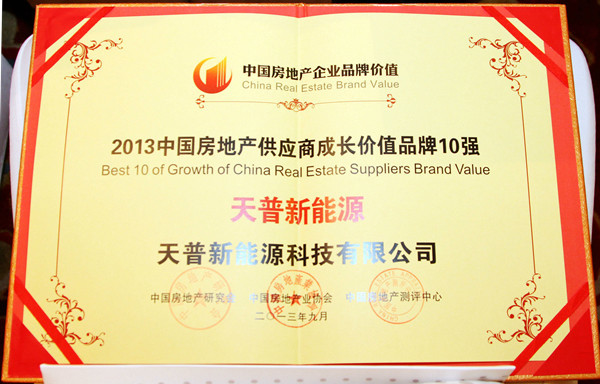 中国房地产企业品牌价值
China Real Estate Brand Value
2013中国房地产供应商成长价值品牌10强
Best 10 of Growth of China Real Estate Suppliers Brand Value
天普新能源
天普新能源科技有限公司
中国房地产研究会 中国房地产业协会 中国房地产测评中心
二〇一三年九月